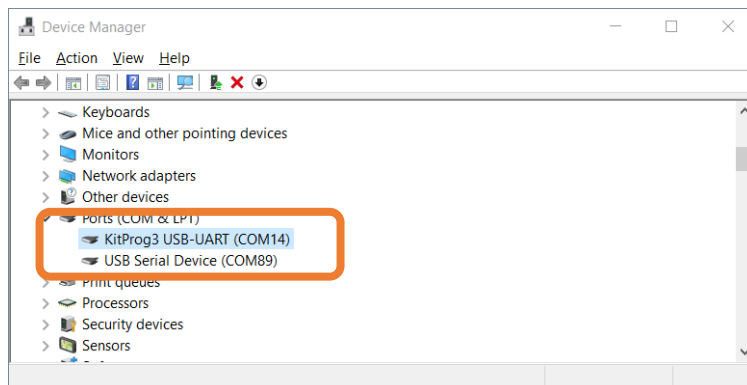 Device Manager
File Action View Help
Keyboards
Mice and other pointing devices
Monitors
Network adapters
Other devices
Ports (COM & LPT)
KitProg3 USB-UART (COM14)
USB Serial Device (COM89)
Print queues
Processors
Security devices
Sensors